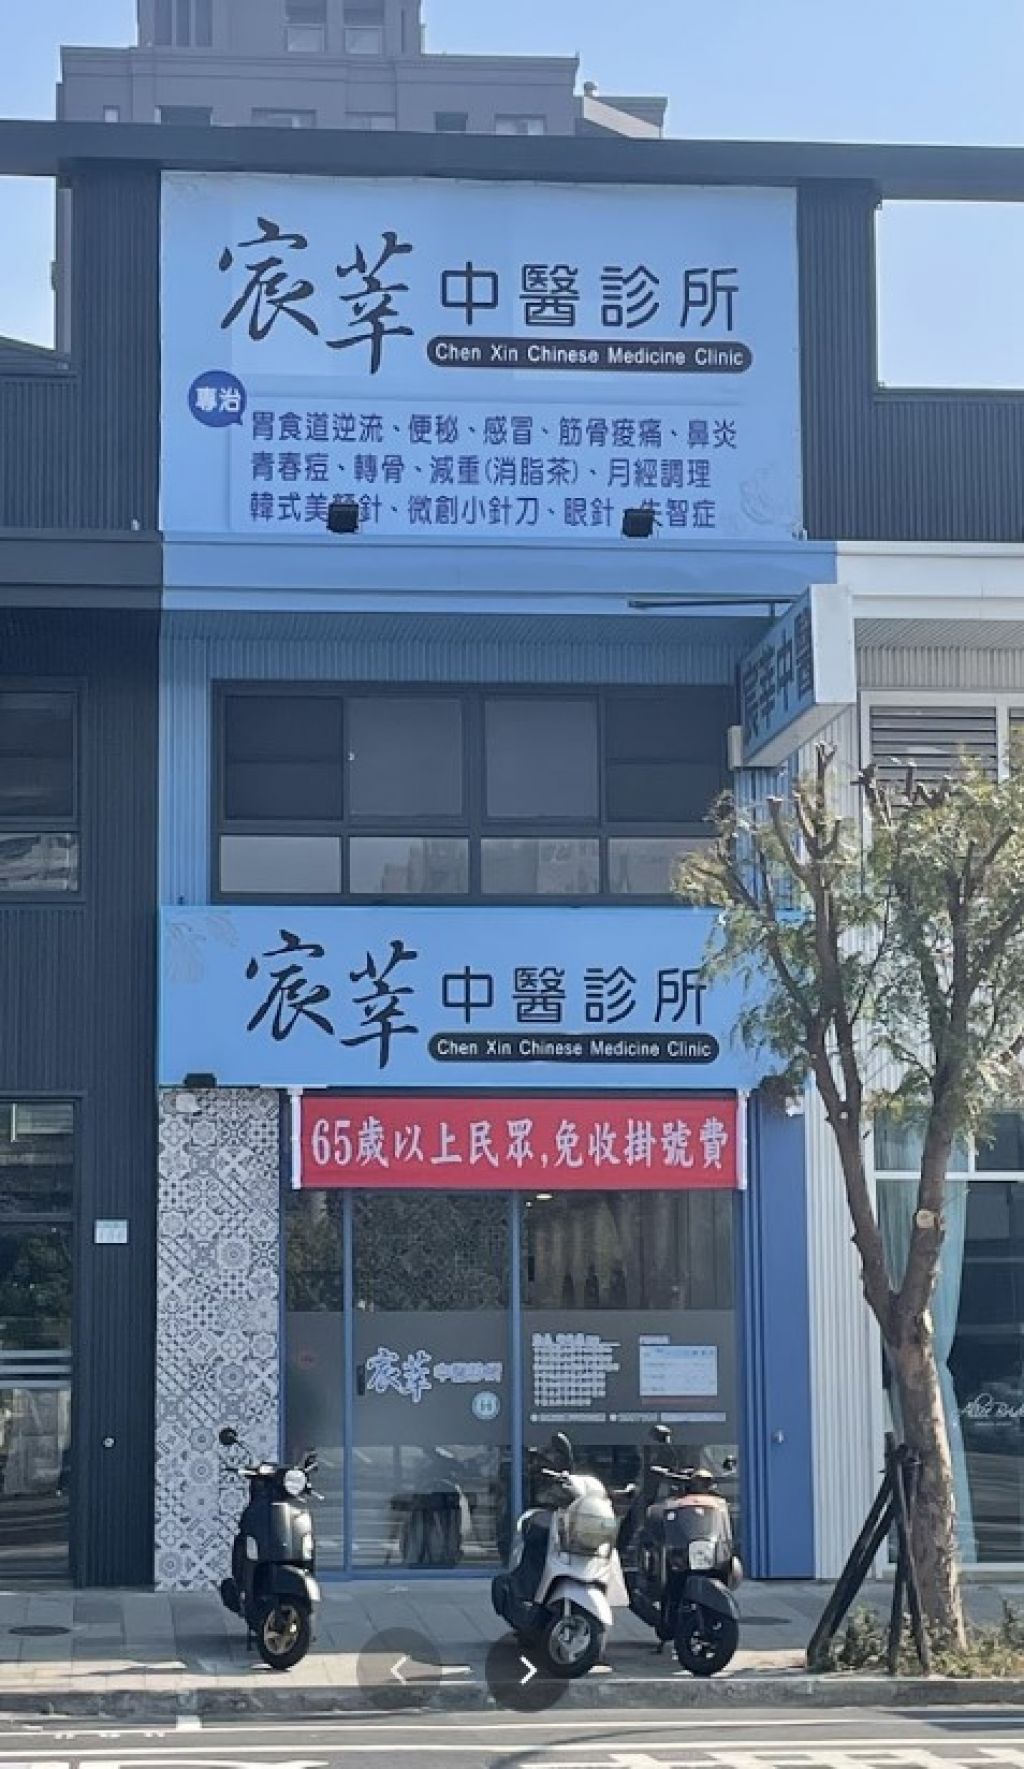 宸莘中醫診所
Chen Xin Chinese Medicine Clinic
專治
胃食道逆流、便秘、感冒、筋骨痠痛、鼻炎
青春痘、轉骨、減重(消脂茶)、月經調理
韓式美顏針、微創小針刀、眼針、失智症
宸莘中醫
宸莘中醫診所
Chen Xin Chinese Medicine Clinic
65歲以上民眾,免收掛號費
宸莘中醫診所